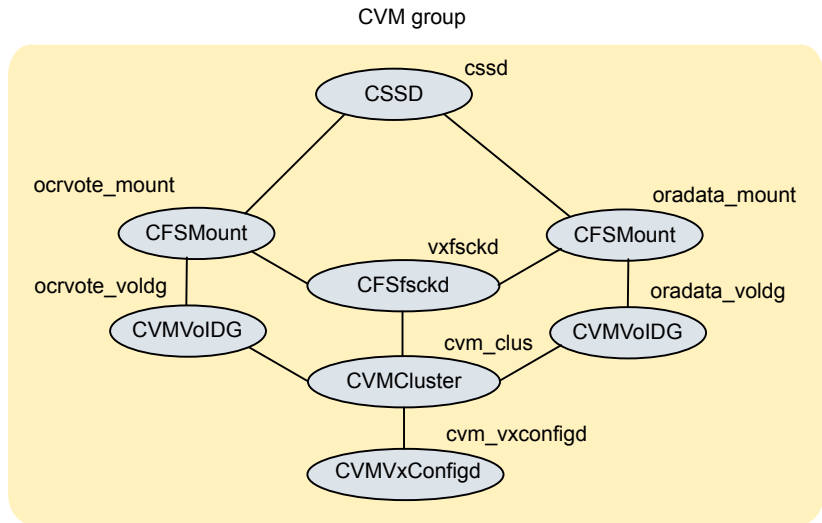 CVM group
cssd
CSSD
ocrvote_mount
oradata_mount
CFSMount
CFSMount
vxfsckd
CFSfsckd
ocrvote_voldg
oradata_voldg
CVMVolDG
CVMVolDG
cvm_clus
CVMCluster
cvm_vxconfigd
CVMVxConfigd